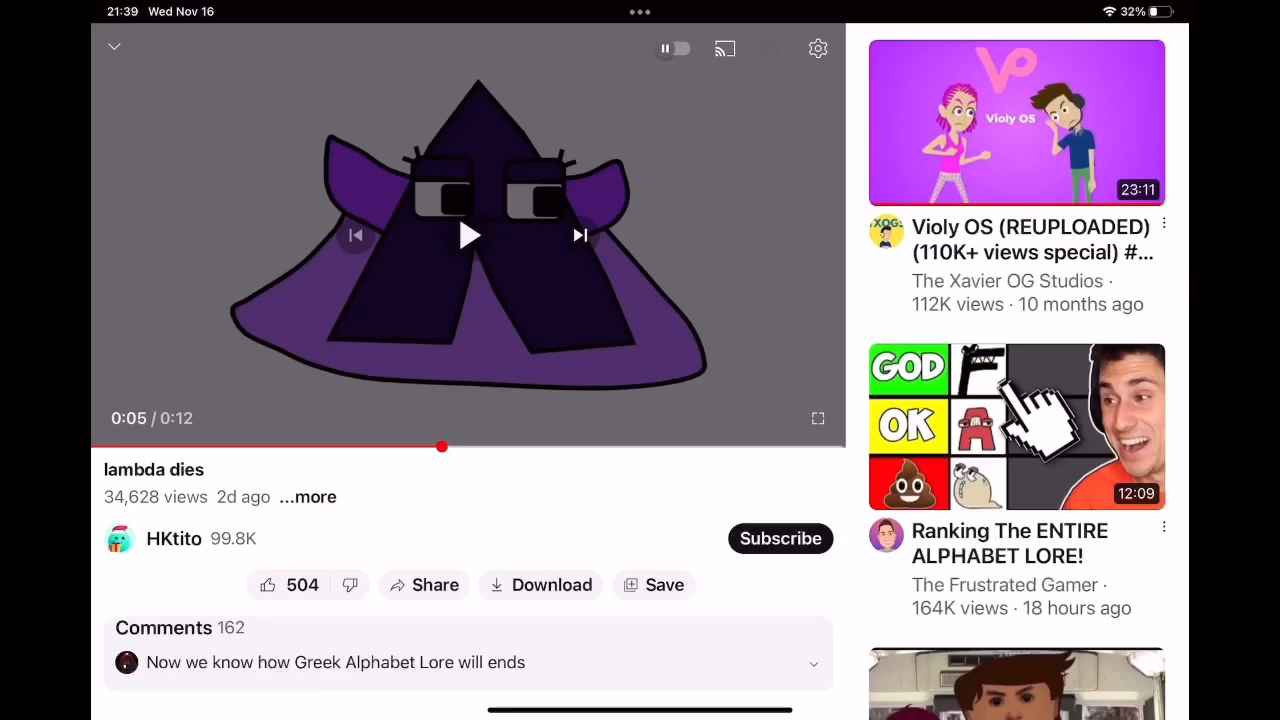 21:39 Wed Nov 16
32%
0:05 / 0:12
lambda dies
34,628 views 2d ago ...more
HKtito 99.8K
Subscribe
504 Share Download Save
Comments 162
Now we know how Greek Alphabet Lore will ends
VP
Violy OS
23:11
Violy OS (REUPLOADED)
(110K+ views special) #...
The Xavier OG Studios ·
112K views · 10 months ago
GOD
F
OK
A
12:09
Ranking The ENTIRE
ALPHABET LORE!
The Frustrated Gamer ·
164K views · 18 hours ago